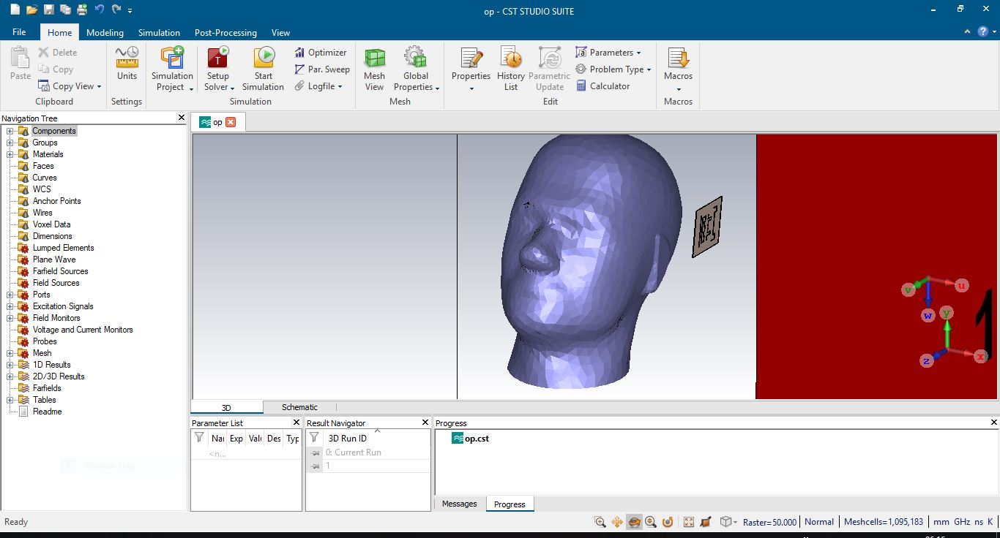 op - CST STUDIO SUITE
File Home Modeling Simulation Post-Processing View
Paste
Delete
Copy
Copy View
Clipboard
Units
Settings
Simulation Project
Setup Solver
Start Simulation
Optimizer
Par. Sweep
Logfile
Simulation
Mesh View
Global Properties
Mesh
Properties
History List
Parametric Update
Parameters
Problem Type
Calculator
Edit
Macros
Macros
Navigation Tree
Components
Groups
Materials
Faces
Curves
WCS
Anchor Points
Wires
Voxel Data
Dimensions
Lumped Elements
Plane Wave
Farfield Sources
Field Sources
Ports
Excitation Signals
Field Monitors
Voltage and Current Monitors
Probes
Mesh
1D Results
2D/3D Results
Farfields
Tables
Readme
Window Snip
op
v u
w y
z x
1
3D Schematic
Parameter List
Exp Des Typ
<n...
Result Navigator
3D Run ID
0: Current Run
1
Progress
op.cst
Messages Progress
Ready
Raster=50.000 Normal Meshcells=1,095,183 mm GHz ns K